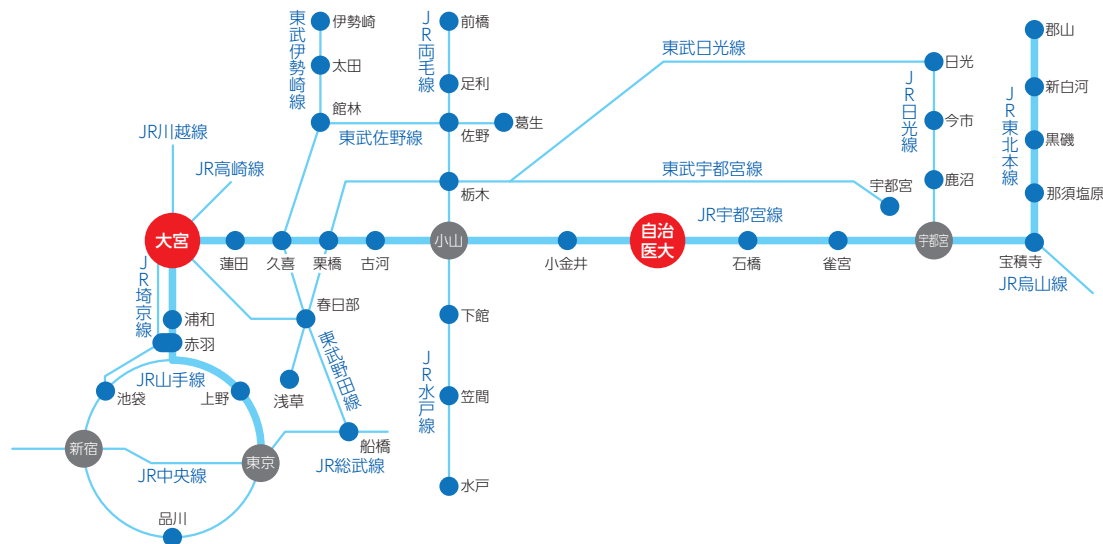 東武伊勢崎線
伊勢崎
太田
館林
JR両毛線
前橋
足利
佐野
葛生
東武佐野線
栃木
東武日光線
日光
JR日光線
今市
鹿沼
東武宇都宮線
宇都宮
JR東北本線
郡山
新白河
黒磯
那須塩原
JR川越線
JR高崎線
大宮
蓮田
久喜
栗橋
古河
小山
小金井
自治
医大
JR宇都宮線
石橋
雀宮
宇都宮
宝積寺
JR烏山線
JR埼京線
浦和
赤羽
春日部
東武野田線
浅草
船橋
JR総武線
下館
JR水戸線
笠間
水戸
JR山手線
池袋
上野
新宿
東京
JR中央線
品川